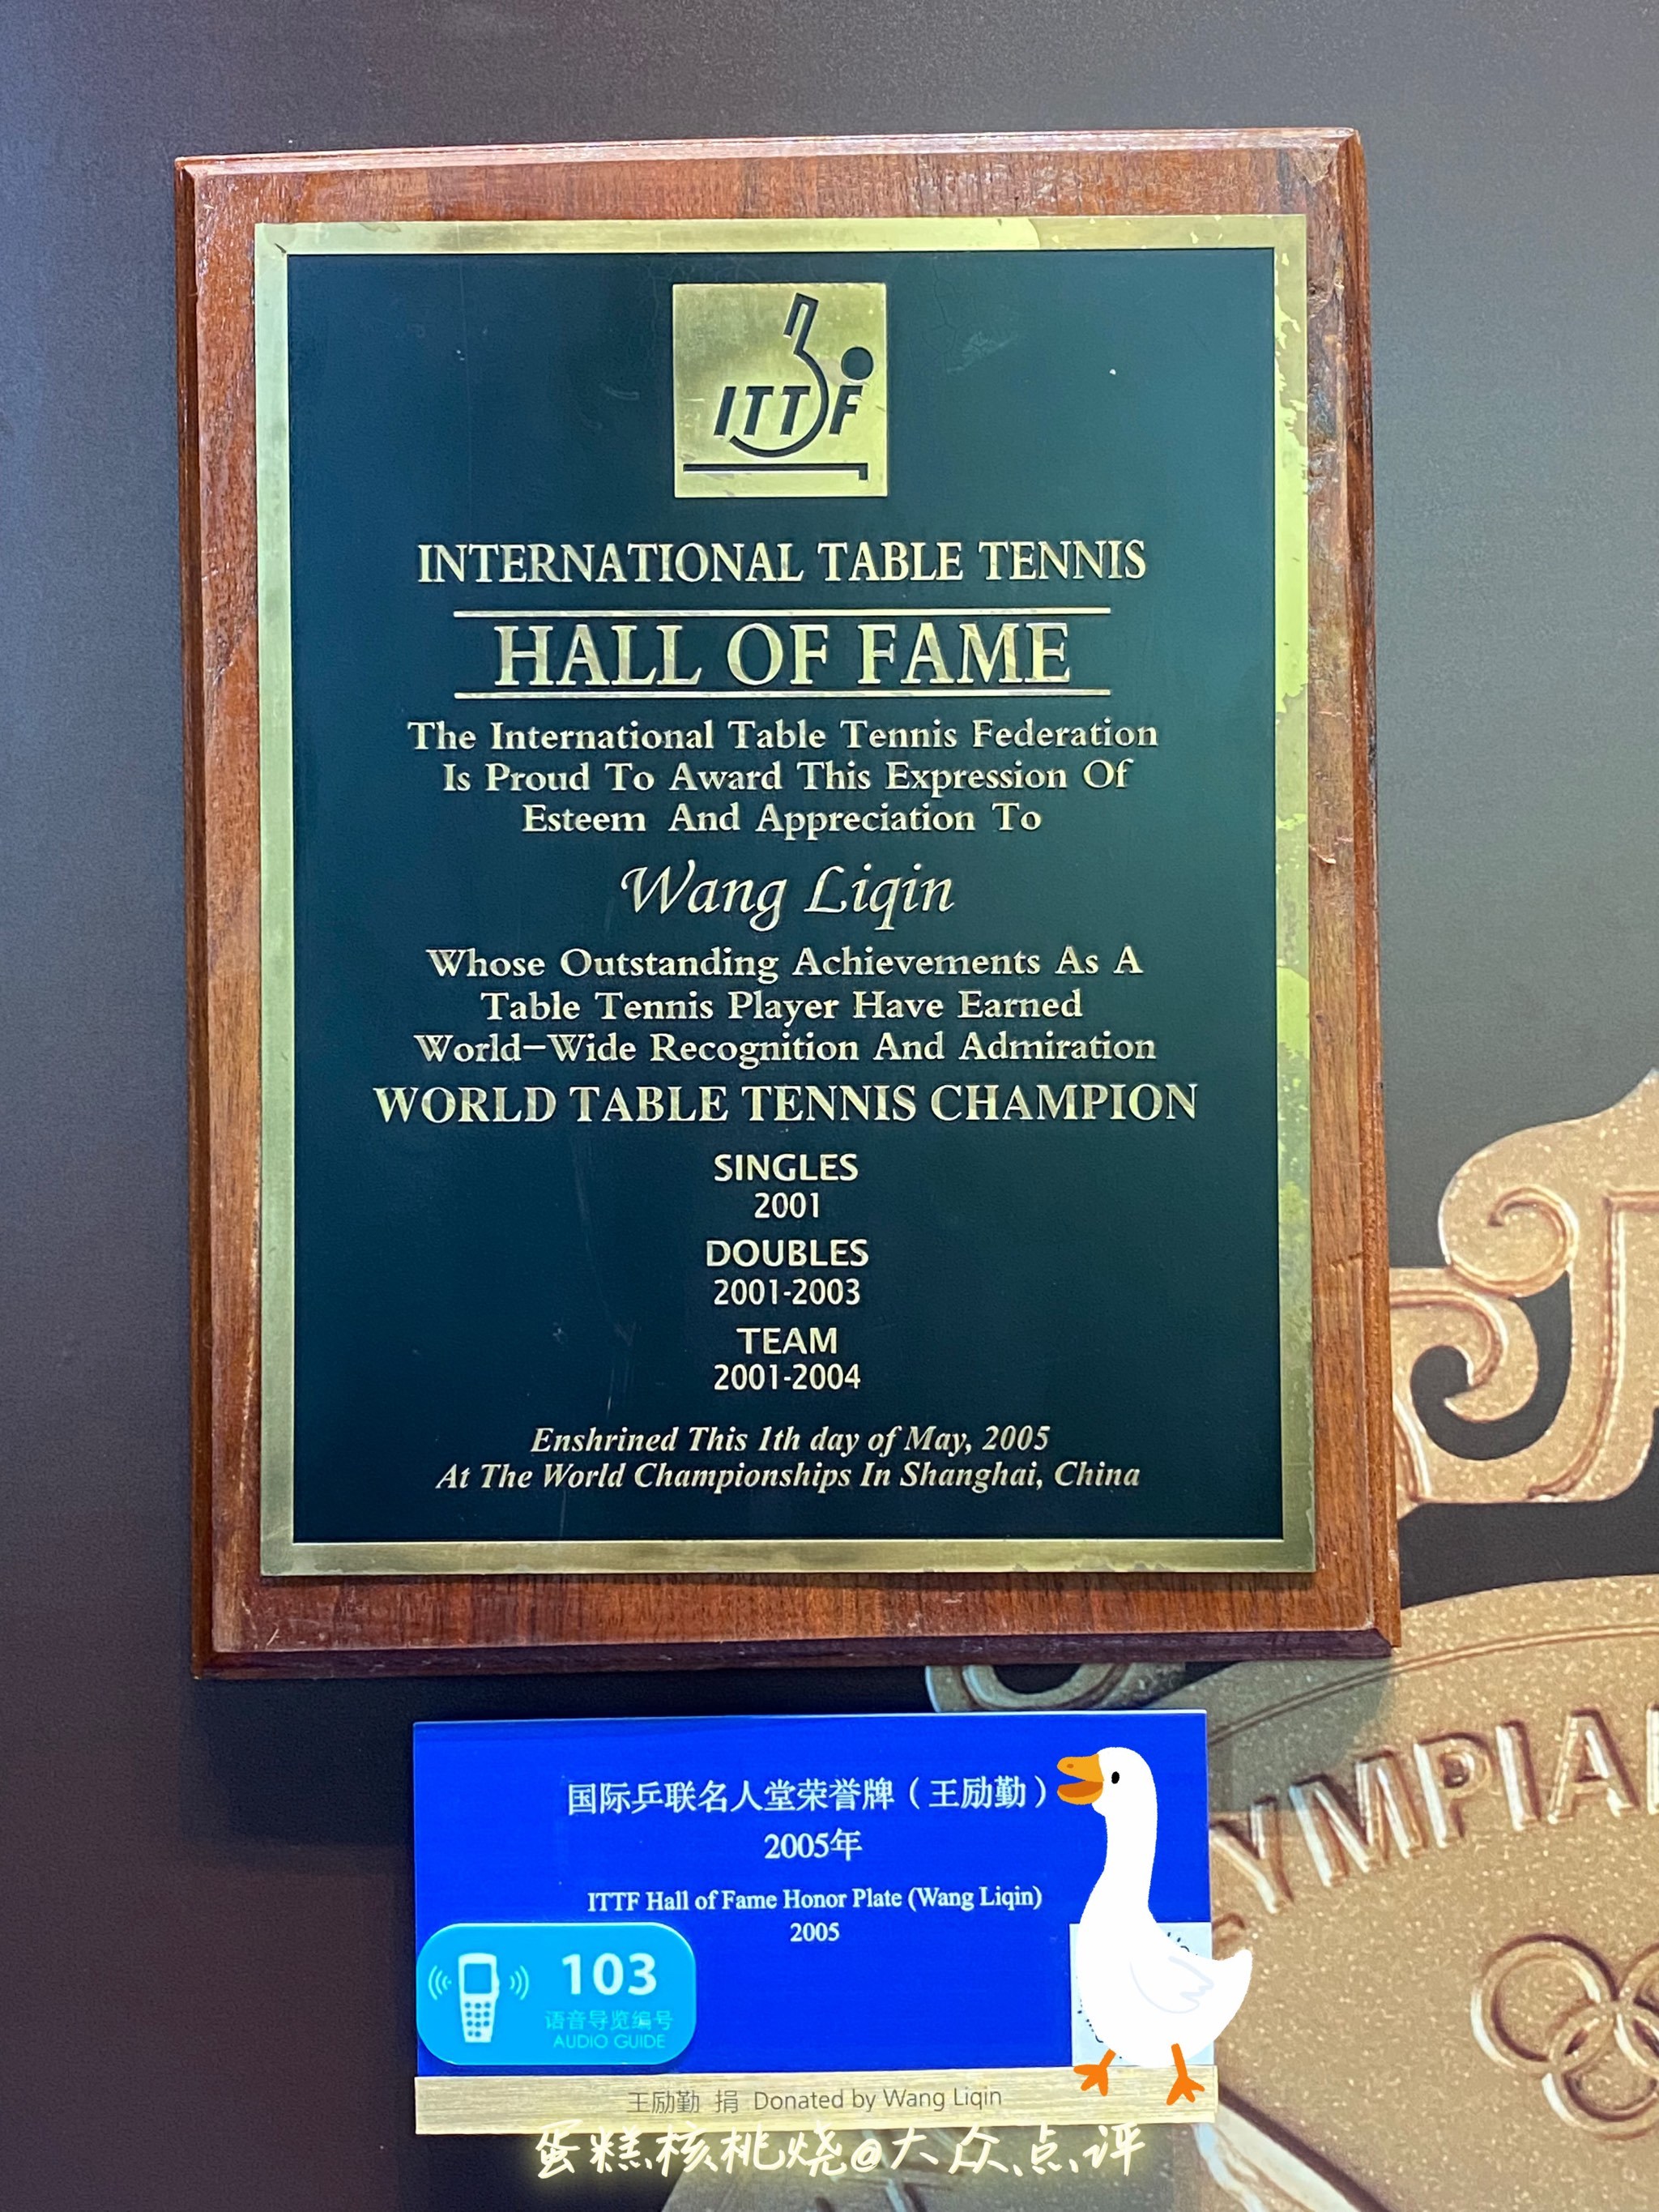 ITTF
INTERNATIONAL TABLE TENNIS
HALL OF FAME
The International Table Tennis Federation
Is Proud To Award This Expression Of
Esteem And Appreciation To
Wang Liqin
Whose Outstanding Achievements As A
Table Tennis Player Have Earned
World-Wide Recognition And Admiration
WORLD TABLE TENNIS CHAMPION
SINGLES
2001
DOUBLES
2001-2003
TEAM
2001-2004
Enshrined This 1th day of May, 2005
At The World Championships In Shanghai, China
YMPIA
国际乒联名人堂荣誉牌（王励勤）
2005年
ITTF Hall of Fame Honor Plate (Wang Liqin)
2005
103
语音导览编号
AUDIO GUIDE
王励勤 捐 Donated by Wang Liqin
蛋糕核桃烧@大众点评